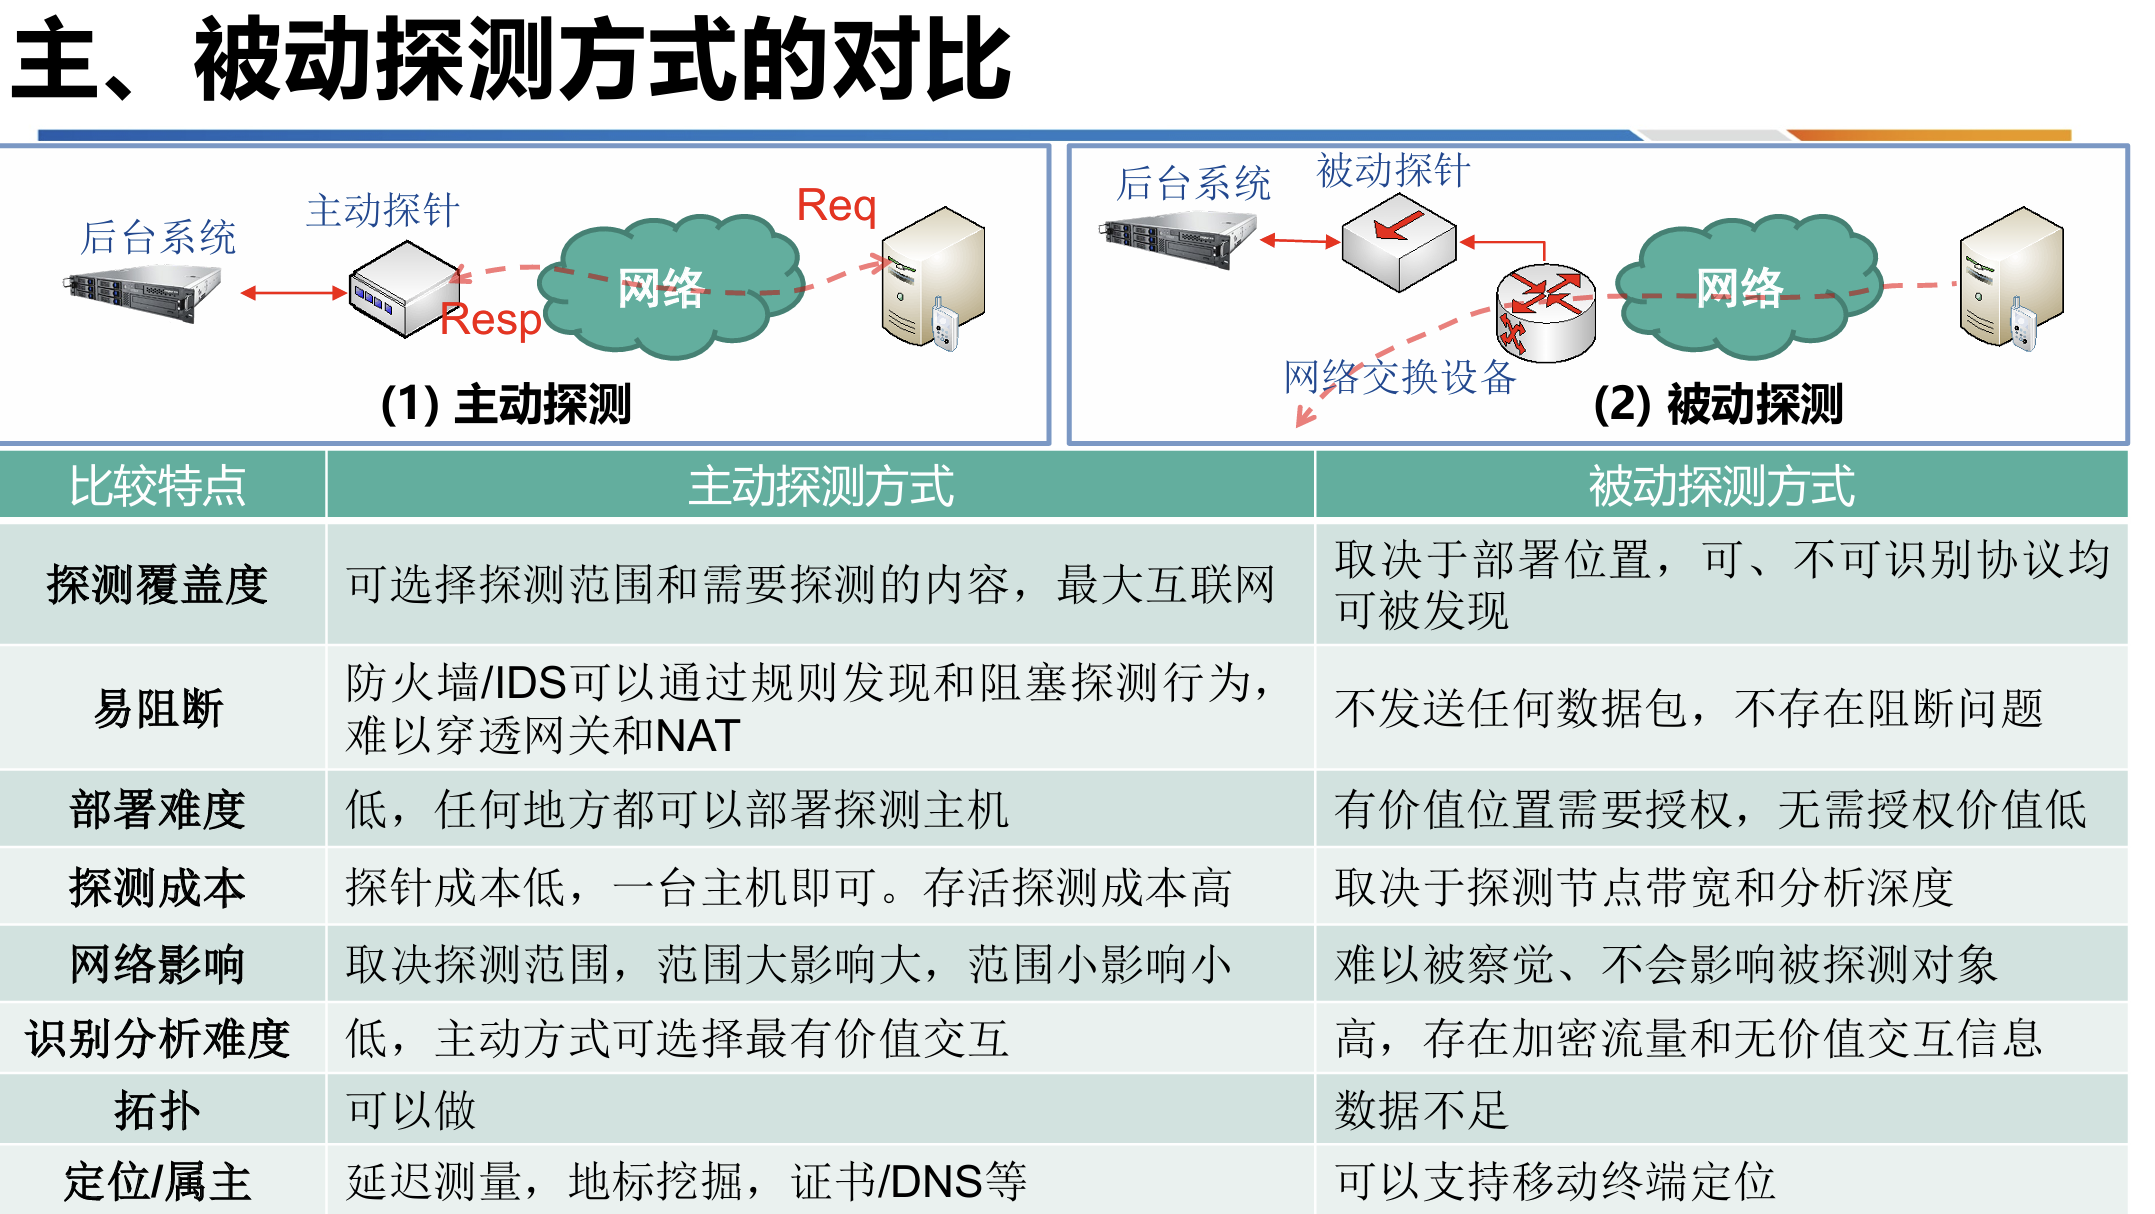 主、被动探测方式的对比
后台系统
主动探针
Req
网络
Resp
(1) 主动探测
后台系统
被动探针
网络
网络交换设备
(2) 被动探测
比较特点
主动探测方式
被动探测方式
探测覆盖度
可选择探测范围和需要探测的内容，最大互联网
取决于部署位置，可、不可识别协议均
可被发现
易阻断
防火墙/IDS可以通过规则发现和阻塞探测行为，
难以穿透网关和NAT
不发送任何数据包，不存在阻断问题
部署难度
低，任何地方都可以部署探测主机
有价值位置需要授权，无需授权价值低
探测成本
探针成本低，一台主机即可。存活探测成本高
取决于探测节点带宽和分析深度
网络影响
取决探测范围，范围大影响大，范围小影响小
难以被察觉、不会影响被探测对象
识别分析难度
低，主动方式可选择最有价值交互
高，存在加密流量和无价值交互信息
拓扑
可以做
数据不足
定位/属主
延迟测量，地标挖掘，证书/DNS等
可以支持移动终端定位